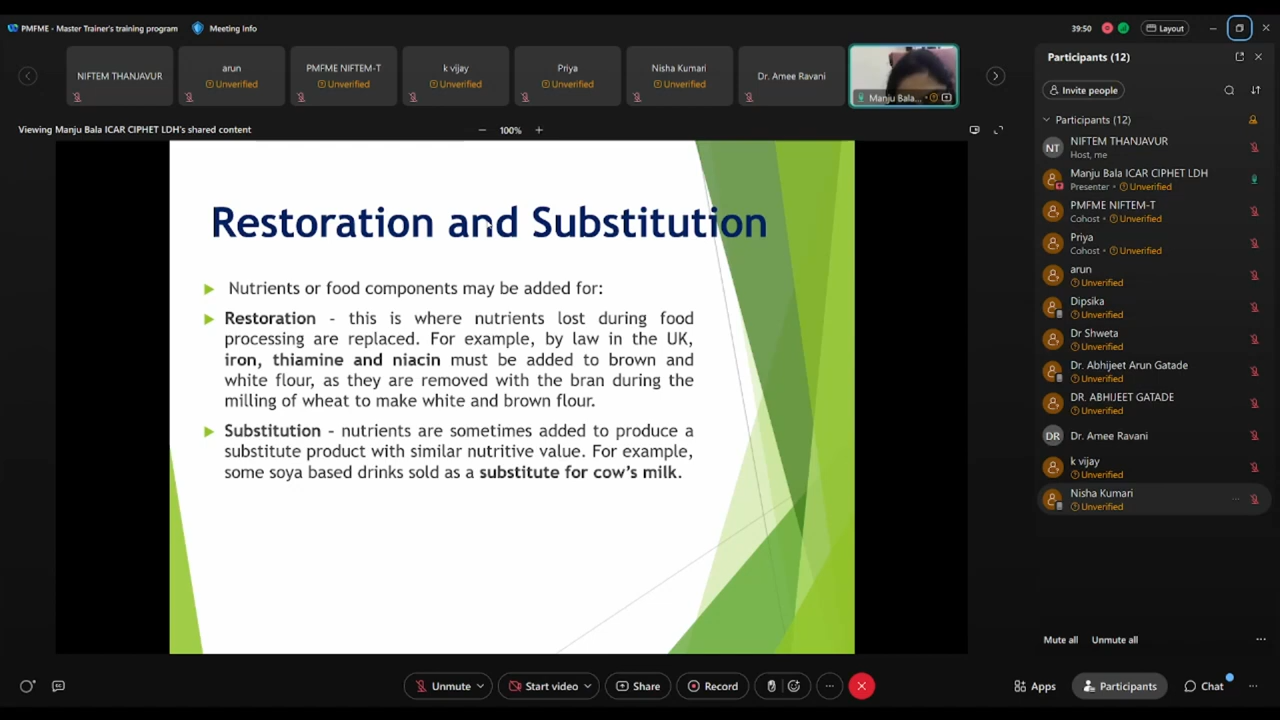 PMFME - Master Trainer's training program
Meeting Info
39:50
Layout
NIFTEM THANJAVUR
arun
Unverified
PMFME NIFTEM-T
Unverified
k vijay
Unverified
Priya
Unverified
Nisha Kumari
Unverified
Dr. Amee Ravani
Manju Bala...
Viewing Manju Bala ICAR CIPHET LDH's shared content
100%
Restoration and Substitution
Nutrients or food components may be added for:
Restoration - this is where nutrients lost during food
processing are replaced. For example, by law in the UK,
iron, thiamine and niacin must be added to brown and
white flour, as they are removed with the bran during the
milling of wheat to make white and brown flour.
Substitution – nutrients are sometimes added to produce a
substitute product with similar nutritive value. For example,
some soya based drinks sold as a substitute for cow's milk.
Participants (12)
Invite people
Participants (12)
NT
NIFTEM THANJAVUR
Host, me
Manju Bala ICAR CIPHET LDH
Presenter • Unverified
PMFME NIFTEM-T
Cohost • Unverified
Priya
Cohost • Unverified
arun
Unverified
Dipsika
Unverified
Dr Shweta
Unverified
Dr. Abhijeet Arun Gatade
Unverified
DR. ABHIJEET GATADE
Unverified
DR
Dr. Amee Ravani
k vijay
Unverified
Nisha Kumari
Unverified
Mute all
Unmute all
Unmute
Start video
Share
Record
Apps
Participants
Chat